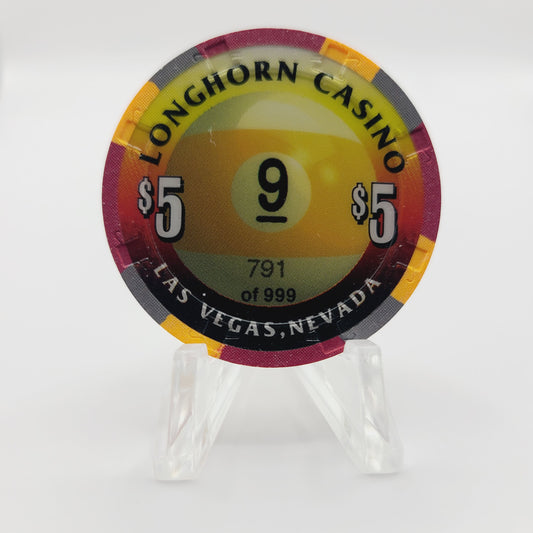 LONGHORN CASINO
9
$5
$5
791
of 999
LAS VEGAS, NEVADA